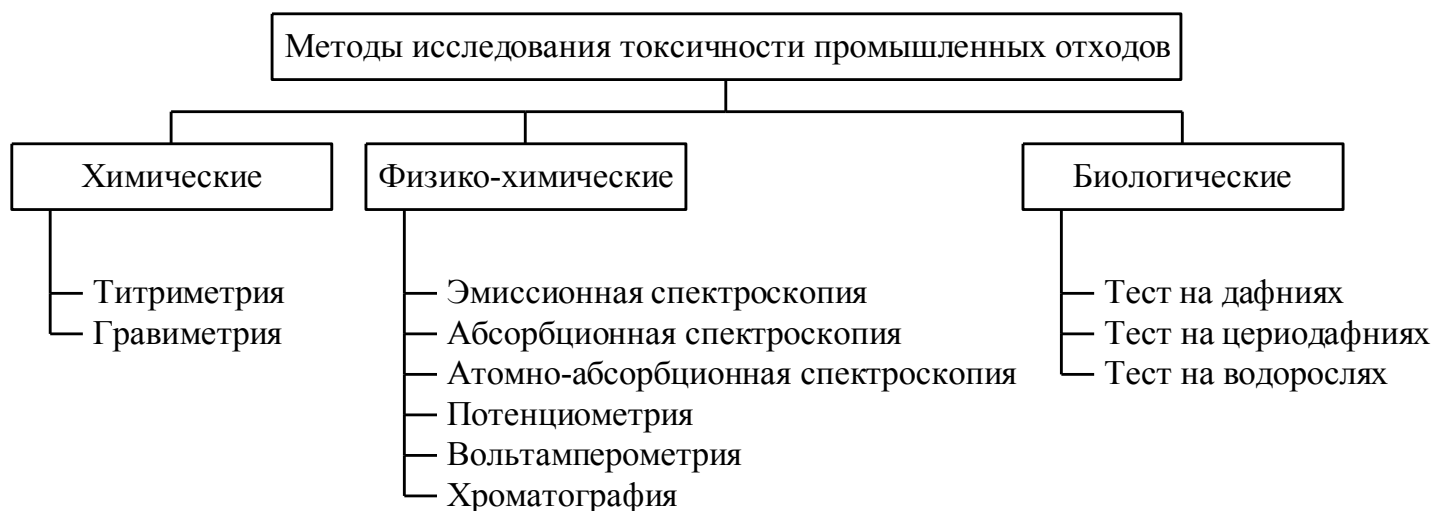 Методы исследования токсичности промышленных отходов
Химические
Титриметрия
Гравиметрия
Физико-химические
Эмиссионная спектроскопия
Абсорбционная спектроскопия
Атомно-абсорбционная спектроскопия
Потенциометрия
Вольтамперометрия
Хроматография
Биологические
Тест на дафниях
Тест на цериодафниях
Тест на водорослях